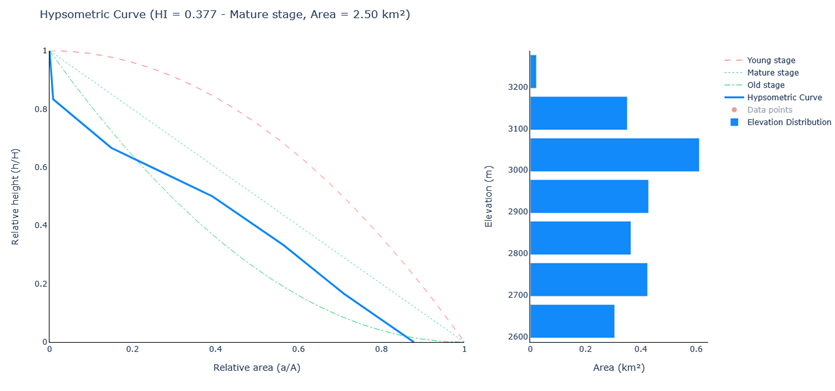 Hypsometric Curve (HI = 0.377 - Mature stage, Area = 2.50 km²)
Relative height (h/H)
1
0.8
0.6
0.4
0.2
0
0 0.2 0.4 0.6 0.8 1
Relative area (a/A)
Elevation (m)
3200
3100
3000
2900
2800
2700
2600
0 0.2 0.4 0.6
Area (km²)
Young stage
Mature stage
Old stage
Hypsometric Curve
Data points
Elevation Distribution